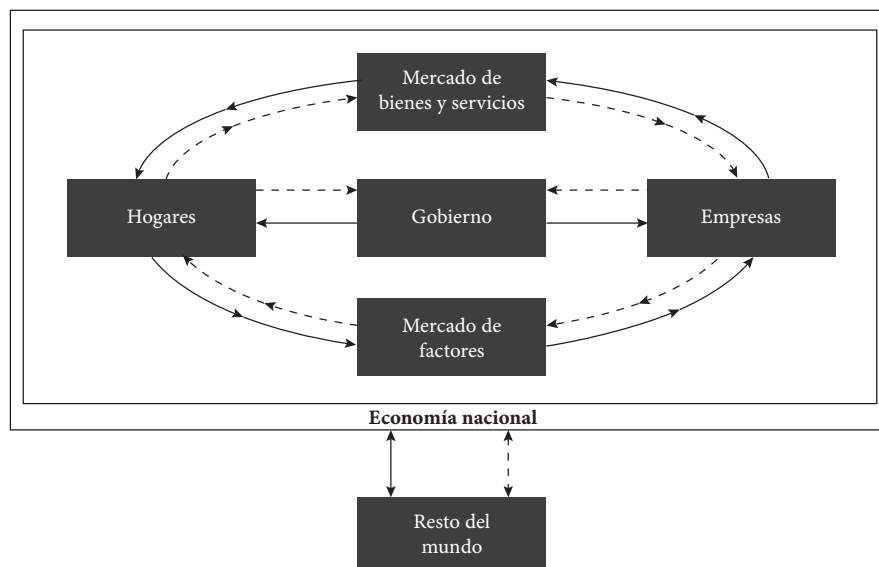 Mercado de
bienes y servicios
Hogares
Gobierno
Empresas
Mercado de
factores
Economía nacional
Resto del
mundo